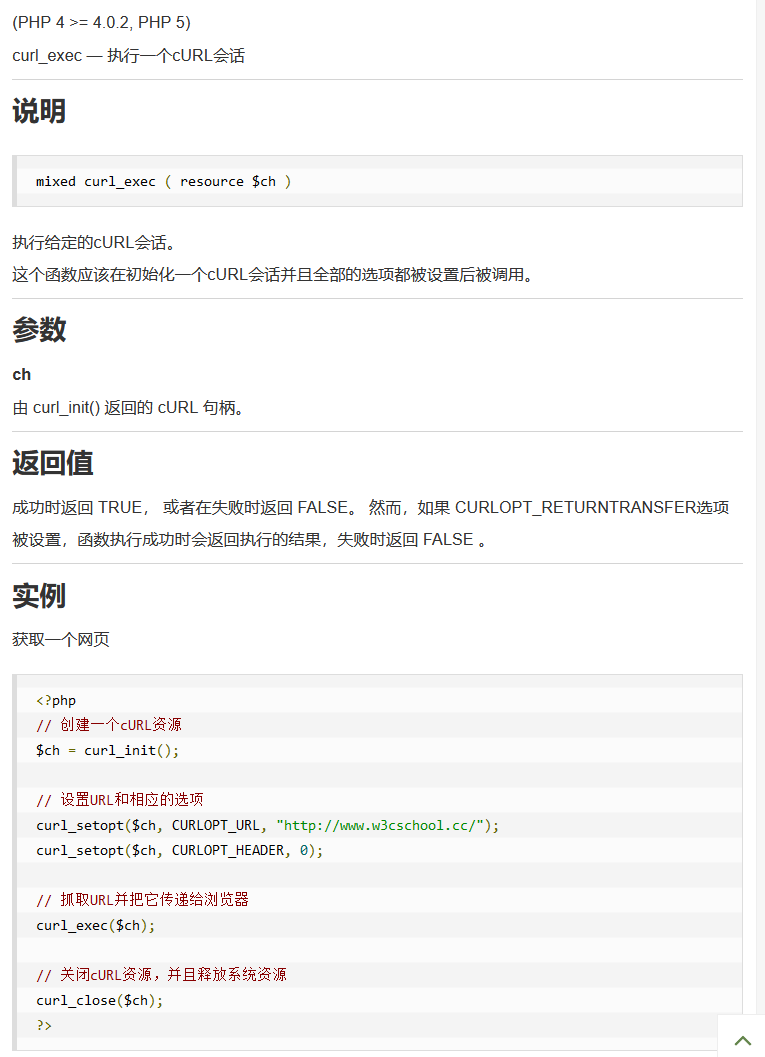 (PHP 4 >= 4.0.2, PHP 5)
curl_exec — 执行一个cURL会话
说明
mixed curl_exec ( resource $ch )
执行给定的cURL会话。
这个函数应该在初始化一个cURL会话并且全部的选项都被设置后被调用。
参数
ch
由 curl_init() 返回的 cURL 句柄。
返回值
成功时返回 TRUE， 或者在失败时返回 FALSE。 然而，如果 CURLOPT_RETURNTRANSFER选项
被设置，函数执行成功时会返回执行的结果，失败时返回 FALSE 。
实例
获取一个网页
<?php
// 创建一个cURL资源
$ch = curl_init();
// 设置URL和相应的选项
curl_setopt($ch, CURLOPT_URL, "http://www.w3cschool.cc/");
curl_setopt($ch, CURLOPT_HEADER, 0);
// 抓取URL并把它传递给浏览器
curl_exec($ch);
// 关闭cURL资源，并且释放系统资源
curl_close($ch);
?>